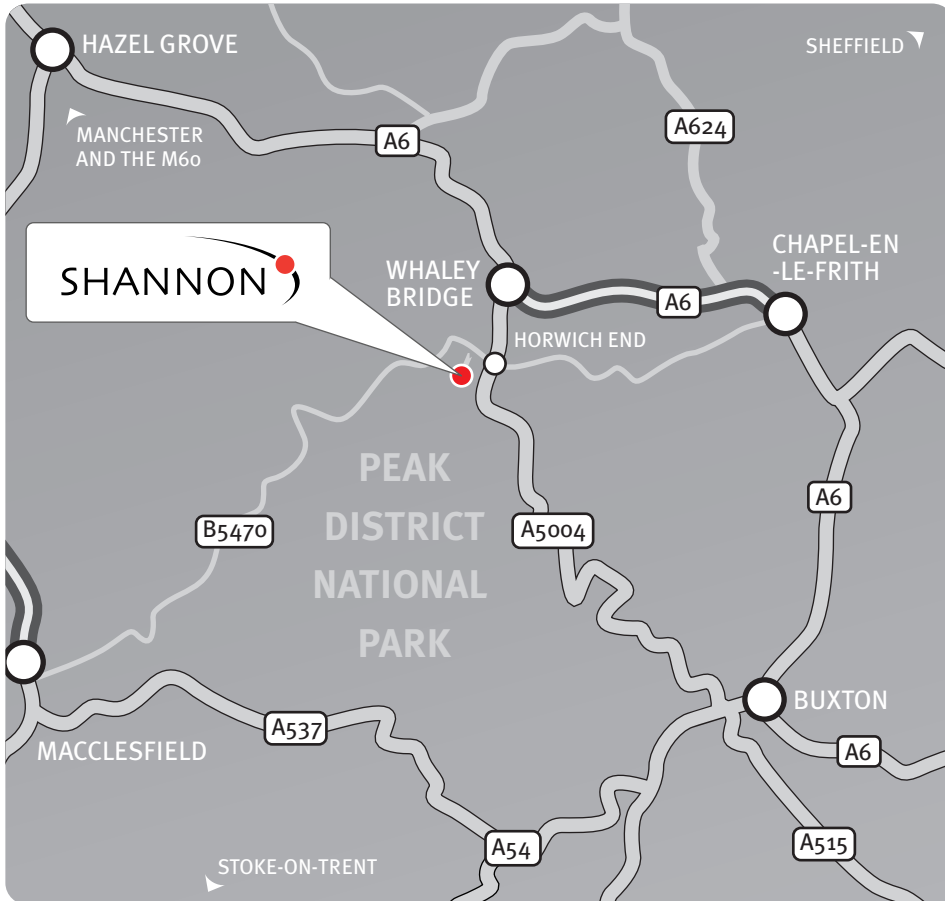 HAZEL GROVE
SHEFFIELD
MANCHESTER
AND THE M60
A6
A624
SHANNON
WHALEY
BRIDGE
CHAPEL-EN
-LE-FRITH
A6
HORWICH END
PEAK
DISTRICT
NATIONAL
PARK
A6
B5470
A5004
BUXTON
A537
MACCLESFIELD
A6
A54
A515
STOKE-ON-TRENT